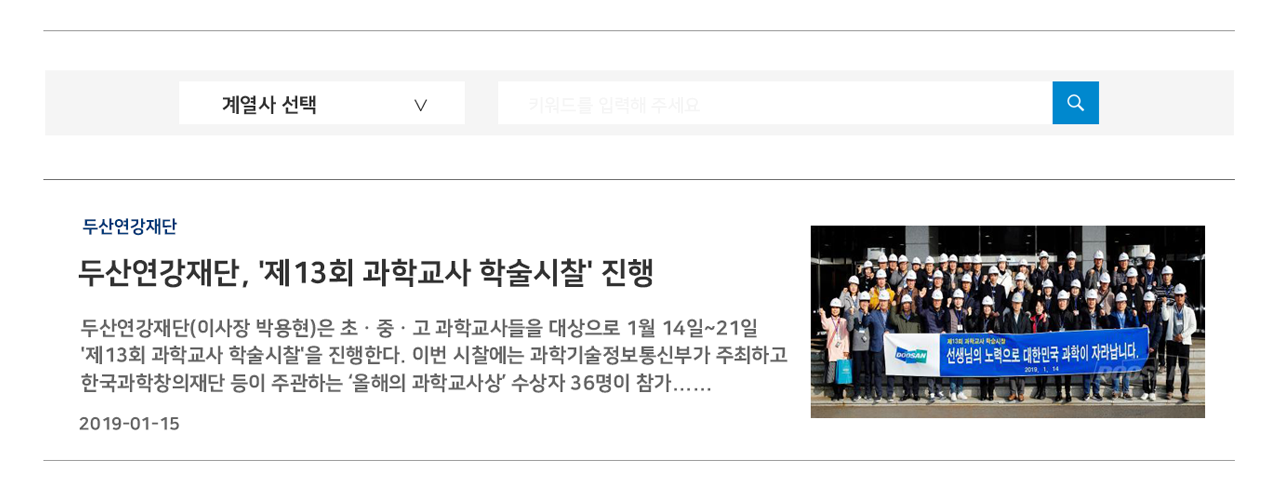 계열사 선택
키워드를 입력해 주세요
두산연강재단
두산연강재단, '제13회 과학교사 학술시찰' 진행
두산연강재단(이사장 박용현)은 초ㆍ중ㆍ고 과학교사들을 대상으로 1월 14일~21일
'제13회 과학교사 학술시찰'을 진행한다. 이번 시찰에는 과학기술정보통신부가 주최하고
한국과학창의재단 등이 주관하는 ‘올해의 과학교사상’ 수상자 36명이 참가……
2019-01-15
제13회 과학교사 학술시찰
DOOSAN
선생님의 노력으로 대한민국 과학이 자라납니다.
2019. 1. 14
DOOSAN